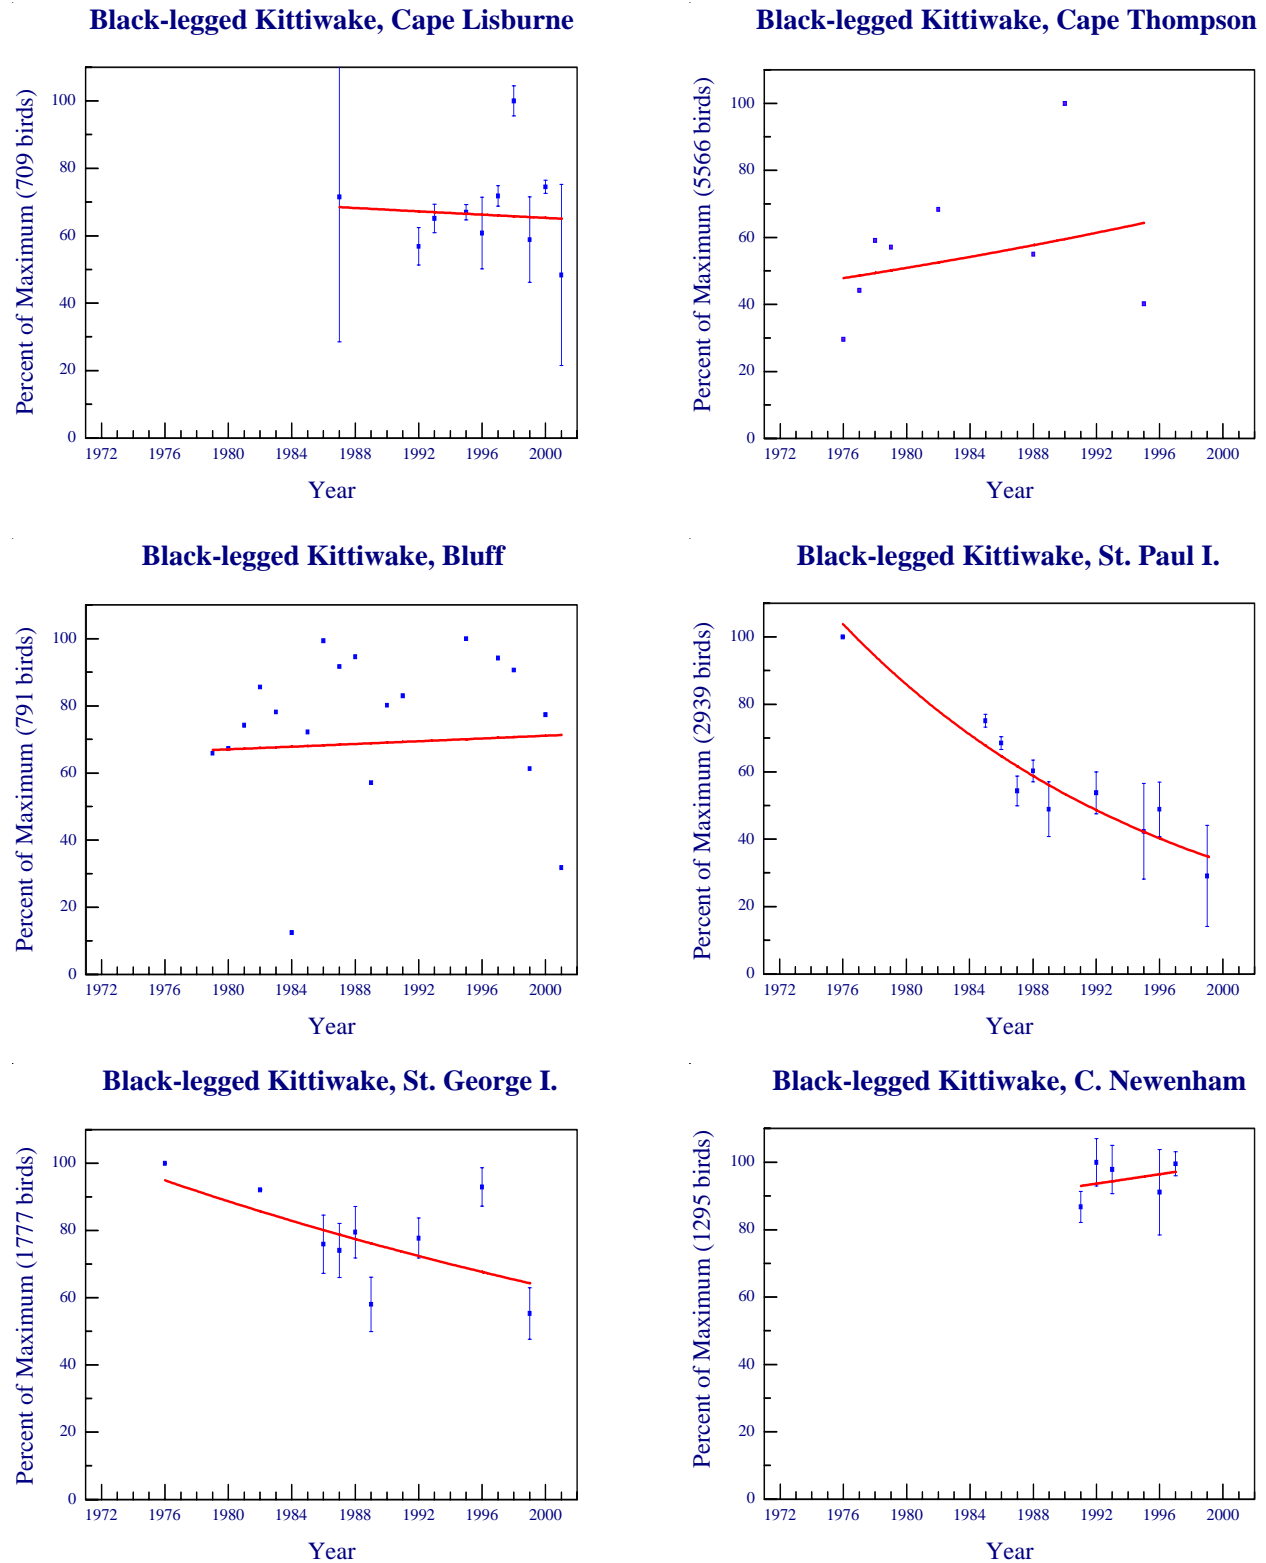 Black-legged Kittiwake, Cape Lisburne
Percent of Maximum (709 birds)
100
80
60
40
20
0
1972 1976 1980 1984 1988 1992 1996 2000
Year
Black-legged Kittiwake, Cape Thompson
Percent of Maximum (5566 birds)
100
80
60
40
20
0
1972 1976 1980 1984 1988 1992 1996 2000
Year
Black-legged Kittiwake, Bluff
Percent of Maximum (791 birds)
100
80
60
40
20
0
1972 1976 1980 1984 1988 1992 1996 2000
Year
Black-legged Kittiwake, St. Paul I.
Percent of Maximum (2939 birds)
100
80
60
40
20
0
1972 1976 1980 1984 1988 1992 1996 2000
Year
Black-legged Kittiwake, St. George I.
Percent of Maximum (1777 birds)
100
80
60
40
20
0
1972 1976 1980 1984 1988 1992 1996 2000
Year
Black-legged Kittiwake, C. Newenham
Percent of Maximum (1295 birds)
100
80
60
40
20
0
1972 1976 1980 1984 1988 1992 1996 2000
Year